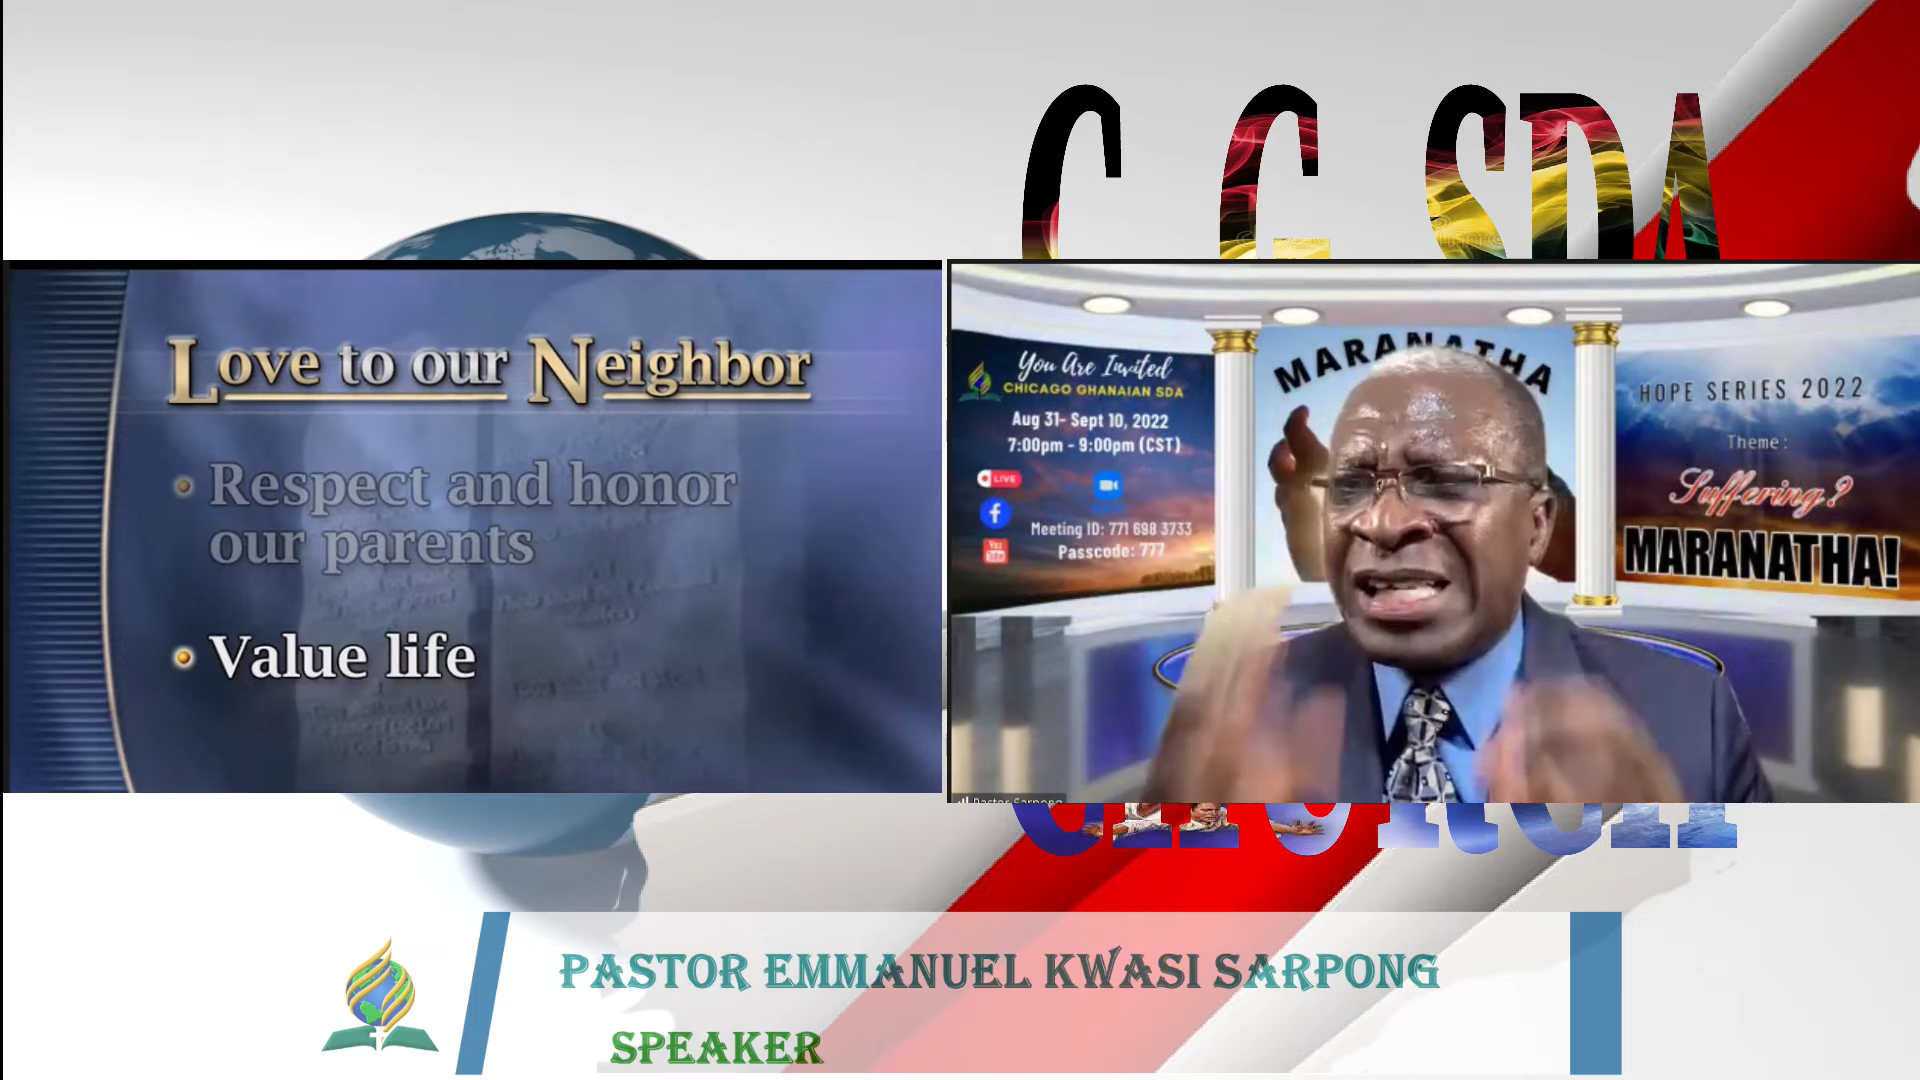 C G SDA
Love to our Neighbor
Respect and honor
our parents
Value life
You Are Invited
CHICAGO GHANAIAN SDA
Aug 31- Sept 10, 2022
7:00pm - 9:00pm (CST)
LIVE
Meeting ID: 771 698 3733
Passcode: 777
MARANATHA
HOPE SERIES 2022
Theme:
Suffering?
MARANATHA!
Pastor Sarpong
PASTOR EMMANUEL KWASI SARPONG
SPEAKER